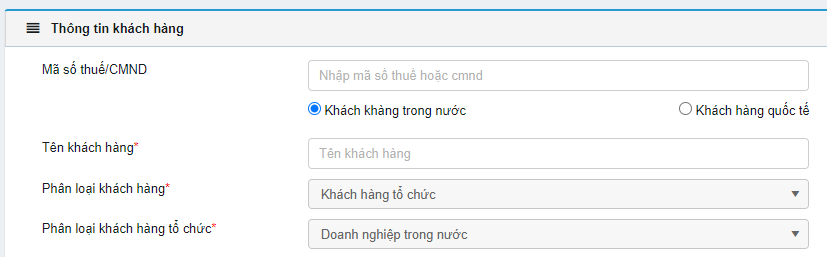 Thông tin khách hàng
Mã số thuế/CMND
Nhập mã số thuế hoặc cmnd
Khách khàng trong nước Khách hàng quốc tế
Tên khách hàng*
Tên khách hàng
Phân loại khách hàng*
Khách hàng tổ chức
Phân loại khách hàng tổ chức*
Doanh nghiệp trong nước